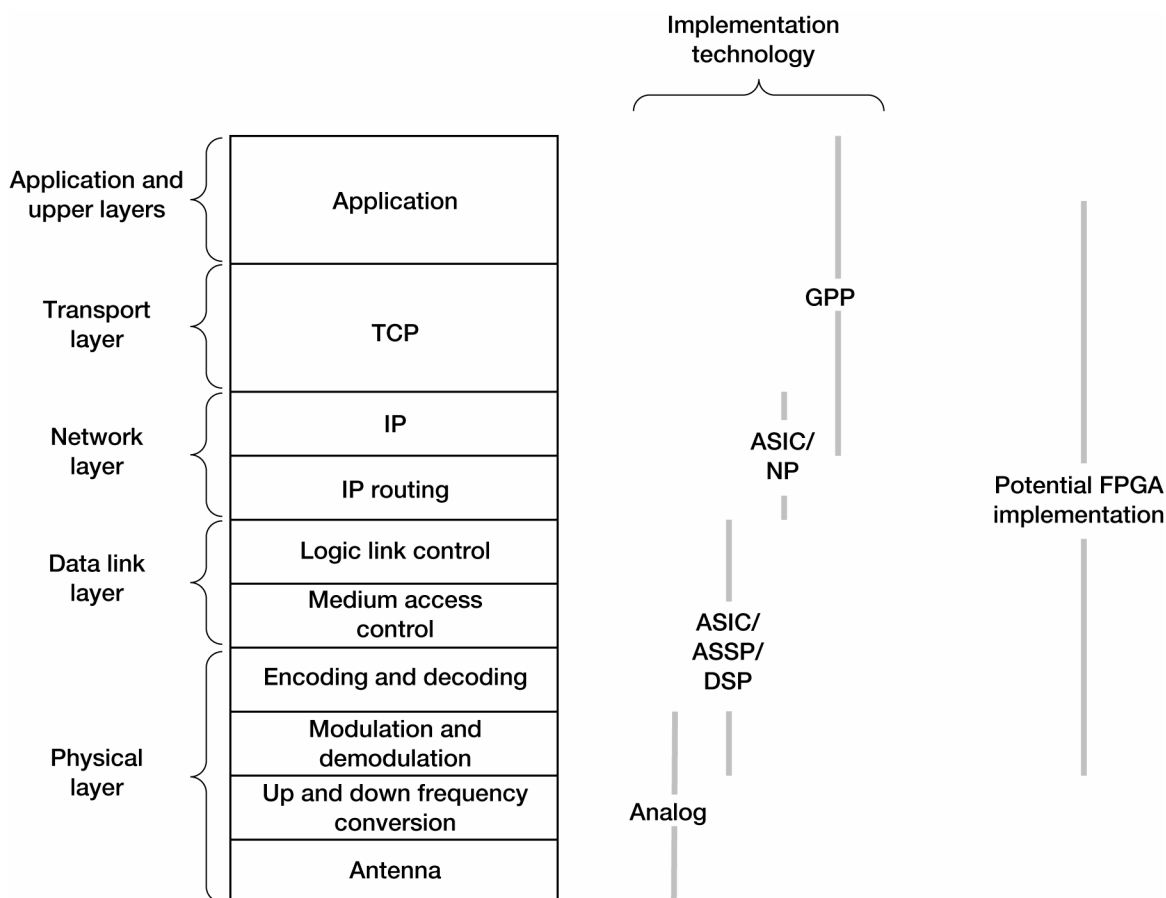 Implementation
technology
Application and
upper layers
Application
GPP
Transport
layer
TCP
Network
layer
IP
ASIC/
NP
IP routing
Potential FPGA
implementation
Data link
layer
Logic link control
Medium access
control
ASIC/
ASSP/
DSP
Physical
layer
Encoding and decoding
Modulation and
demodulation
Up and down frequency
conversion
Analog
Antenna